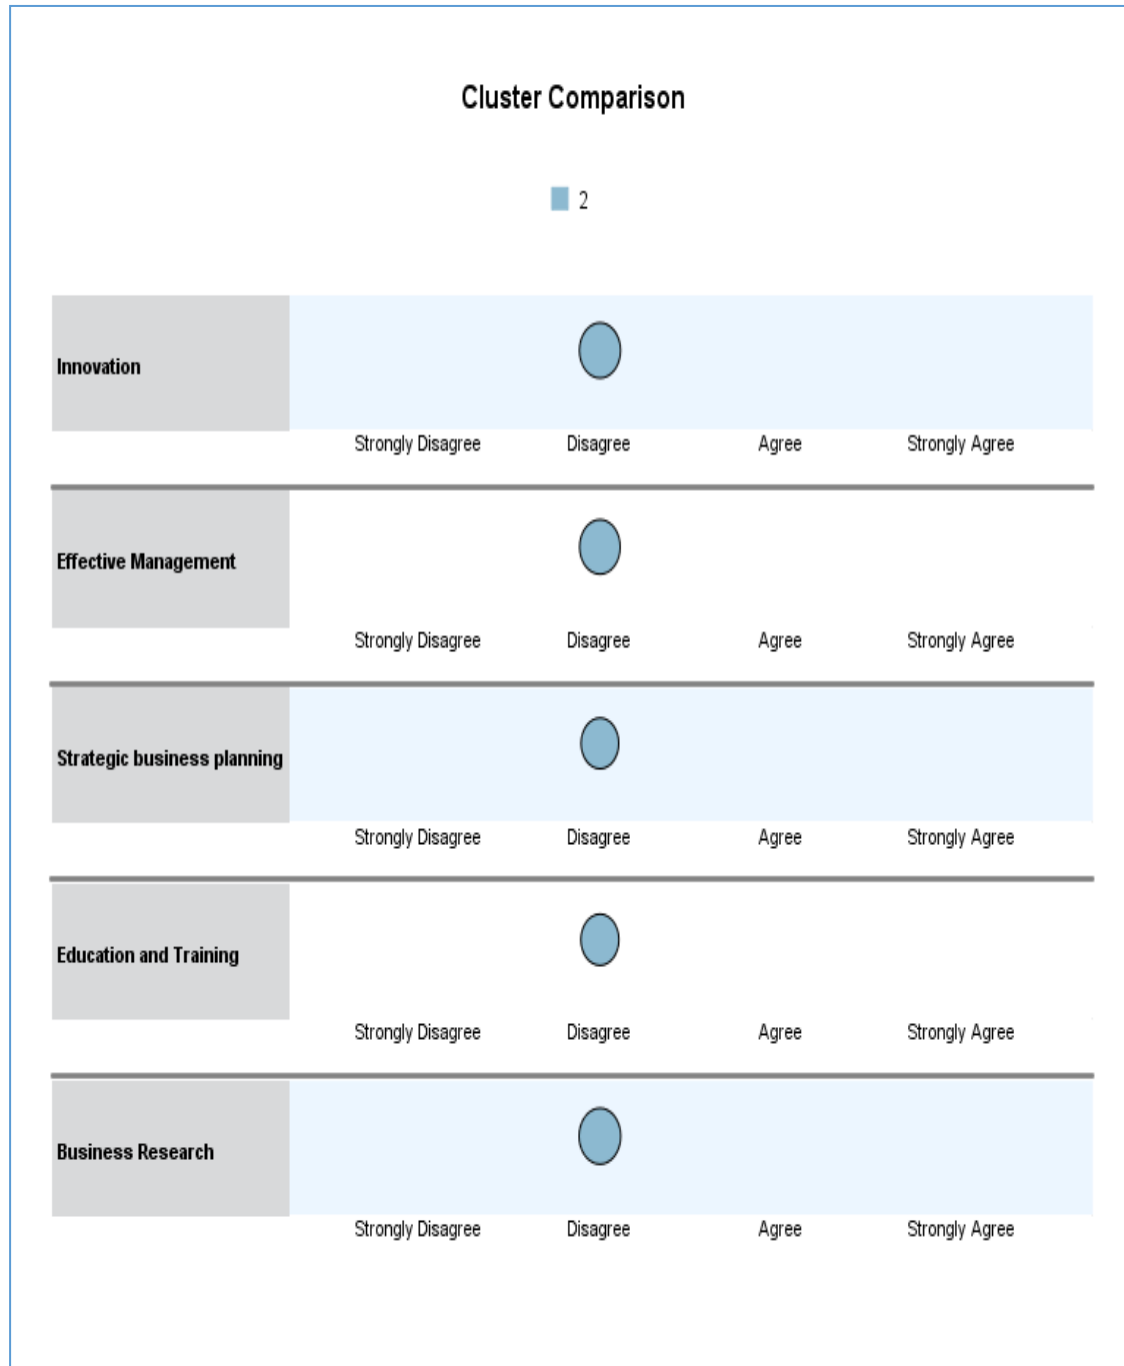 Cluster Comparison
2
Innovation
Strongly Disagree Disagree Agree Strongly Agree
Effective Management
Strongly Disagree Disagree Agree Strongly Agree
Strategic business planning
Strongly Disagree Disagree Agree Strongly Agree
Education and Training
Strongly Disagree Disagree Agree Strongly Agree
Business Research
Strongly Disagree Disagree Agree Strongly Agree